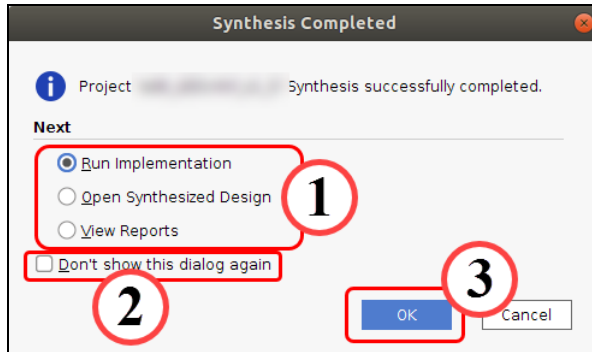 Synthesis Completed
Project Synthesis successfully completed.
Next
Run Implementation
Open Synthesized Design
View Reports
1
Don't show this dialog again
2
3
OK
Cancel